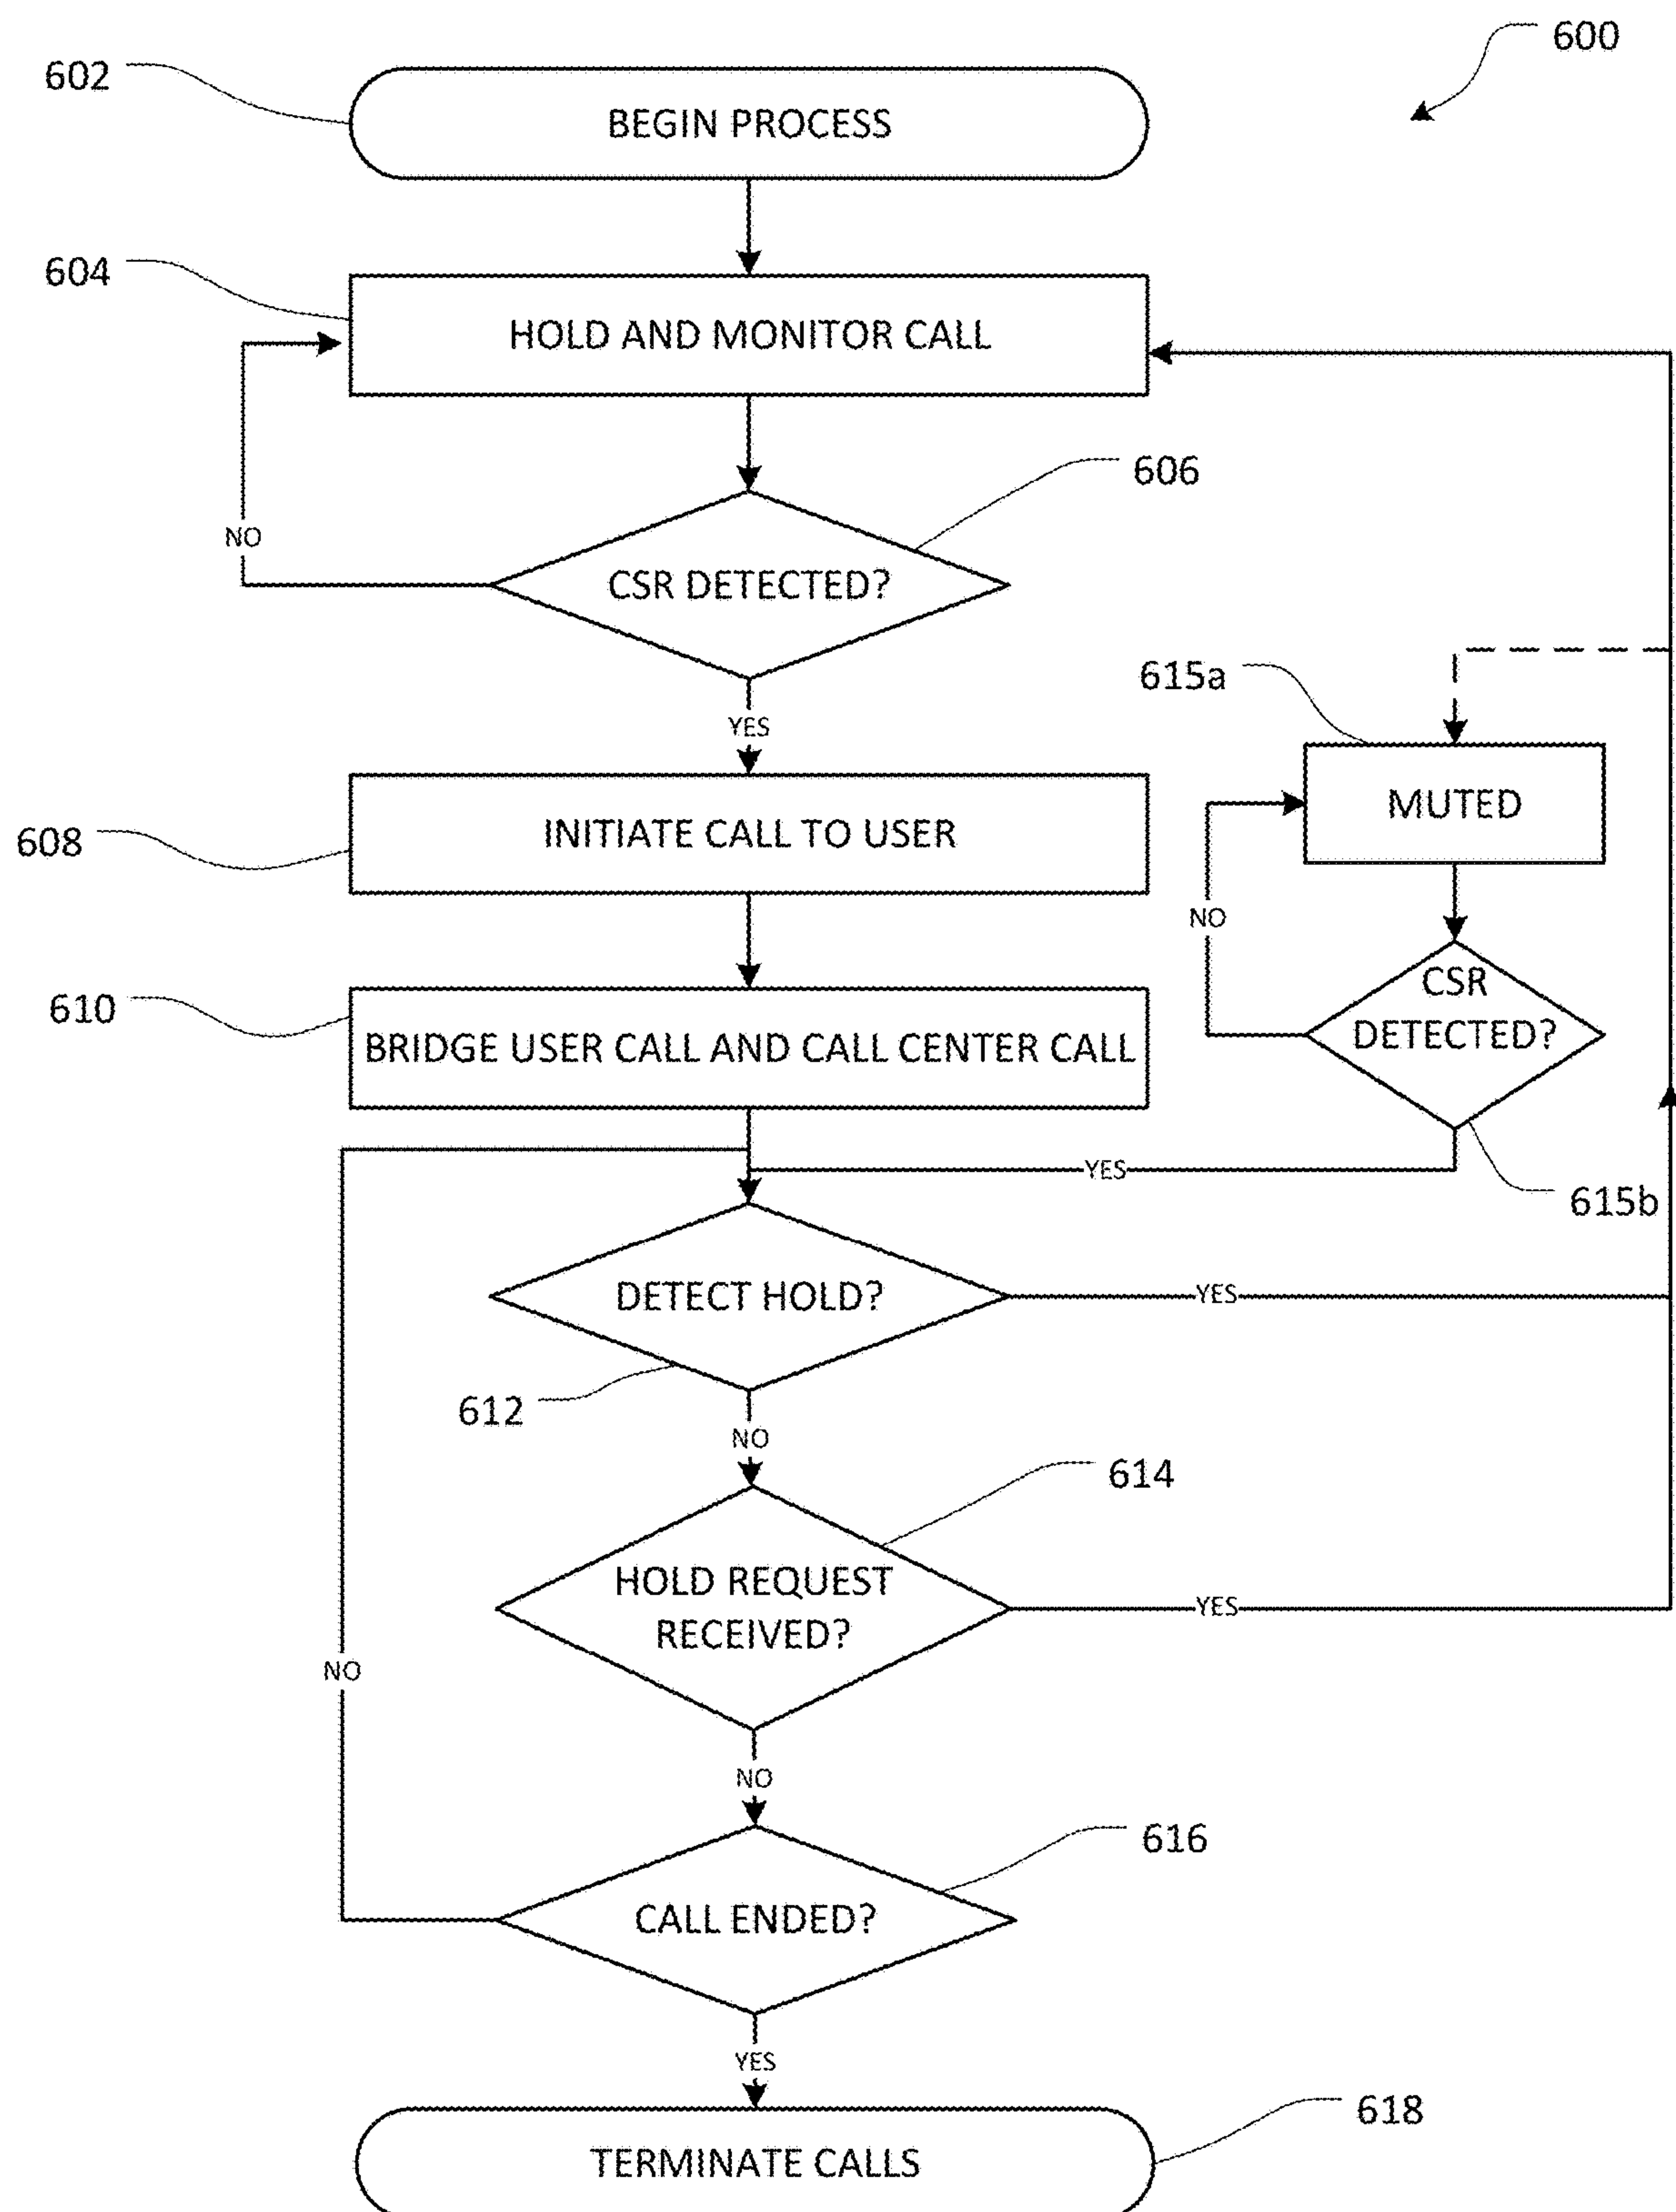 600
602
BEGIN PROCESS
604
HOLD AND MONITOR CALL
606
NO
CSR DETECTED?
YES
615a
608
INITIATE CALL TO USER
MUTED
NO
610
BRIDGE USER CALL AND CALL CENTER CALL
CSR
DETECTED?
YES
615b
DETECT HOLD?
YES
612
NO
614
HOLD REQUEST
RECEIVED?
YES
NO
NO
616
CALL ENDED?
YES
618
TERMINATE CALLS